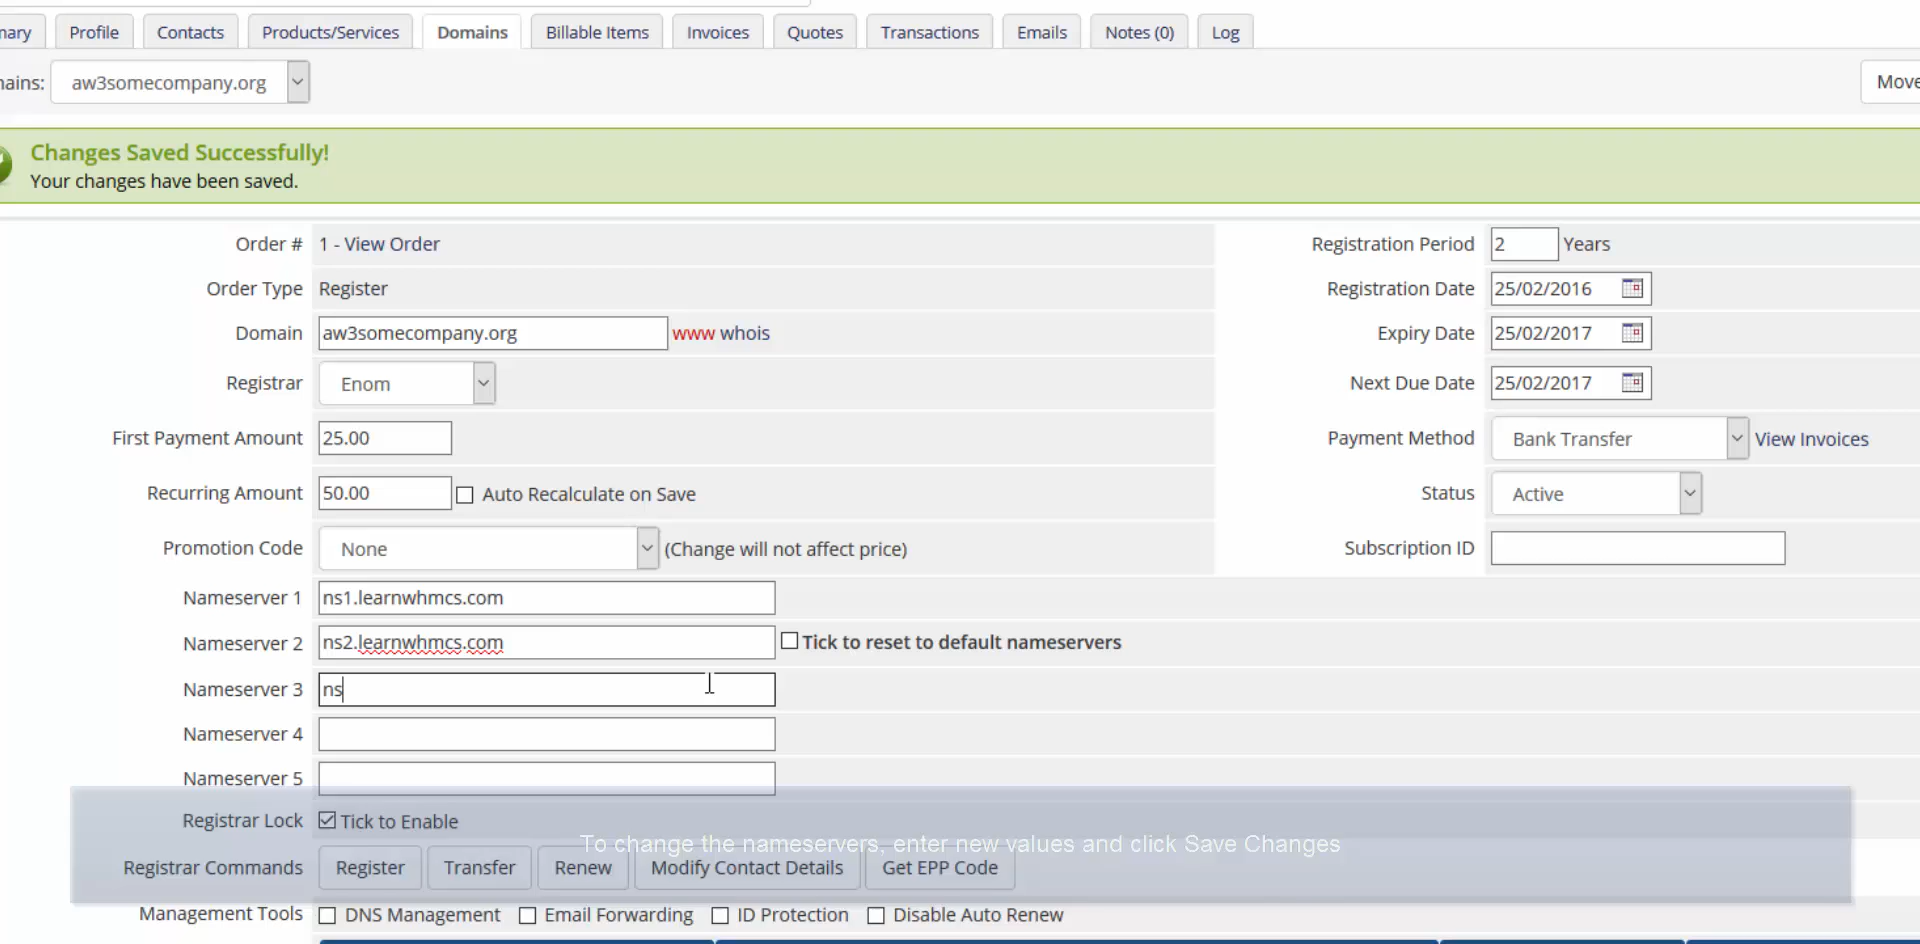 mary Profile Contacts Products/Services Domains Billable Items Invoices Quotes Transactions Emails Notes (0) Log
mains: aw3somecompany.org Move
Changes Saved Successfully!
Your changes have been saved.
Order # 1 - View Order Registration Period 2 Years
Order Type Register Registration Date 25/02/2016
Domain aw3somecompany.org www whois Expiry Date 25/02/2017
Registrar Enom Next Due Date 25/02/2017
First Payment Amount 25.00 Payment Method Bank Transfer View Invoices
Recurring Amount 50.00 Auto Recalculate on Save Status Active
Promotion Code None (Change will not affect price) Subscription ID
Nameserver 1 ns1.learnwhmcs.com
Nameserver 2 ns2.learnwhmcs.com Tick to reset to default nameservers
Nameserver 3 ns
Nameserver 4
Nameserver 5
Registrar Lock Tick to Enable
To change the nameservers, enter new values and click Save Changes
Registrar Commands Register Transfer Renew Modify Contact Details Get EPP Code
Management Tools DNS Management Email Forwarding ID Protection Disable Auto Renew